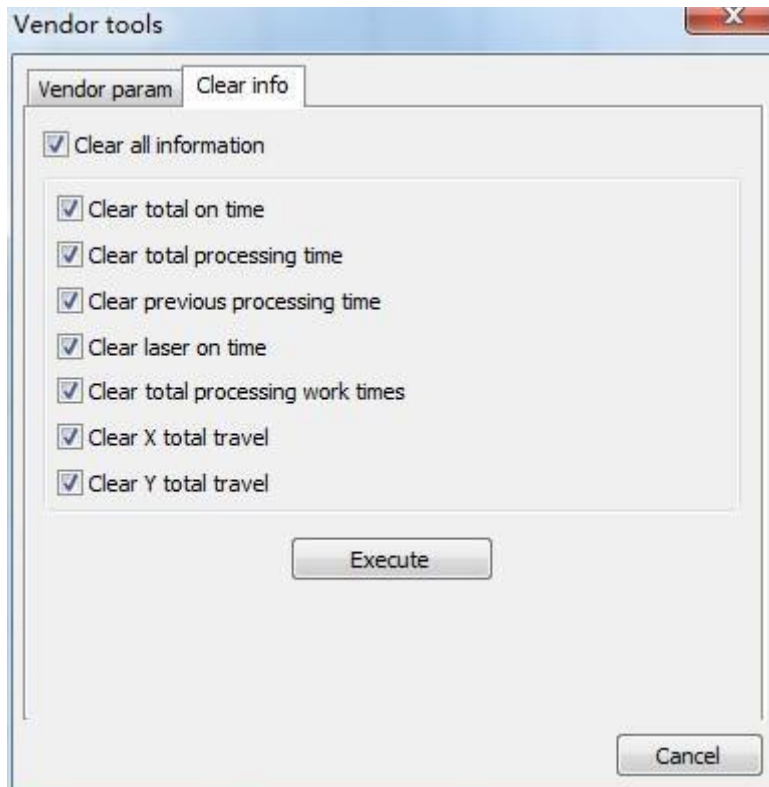 Vendor tools
Vendor param
Clear info
Clear all information
Clear total on time
Clear total processing time
Clear previous processing time
Clear laser on time
Clear total processing work times
Clear X total travel
Clear Y total travel
Execute
Cancel